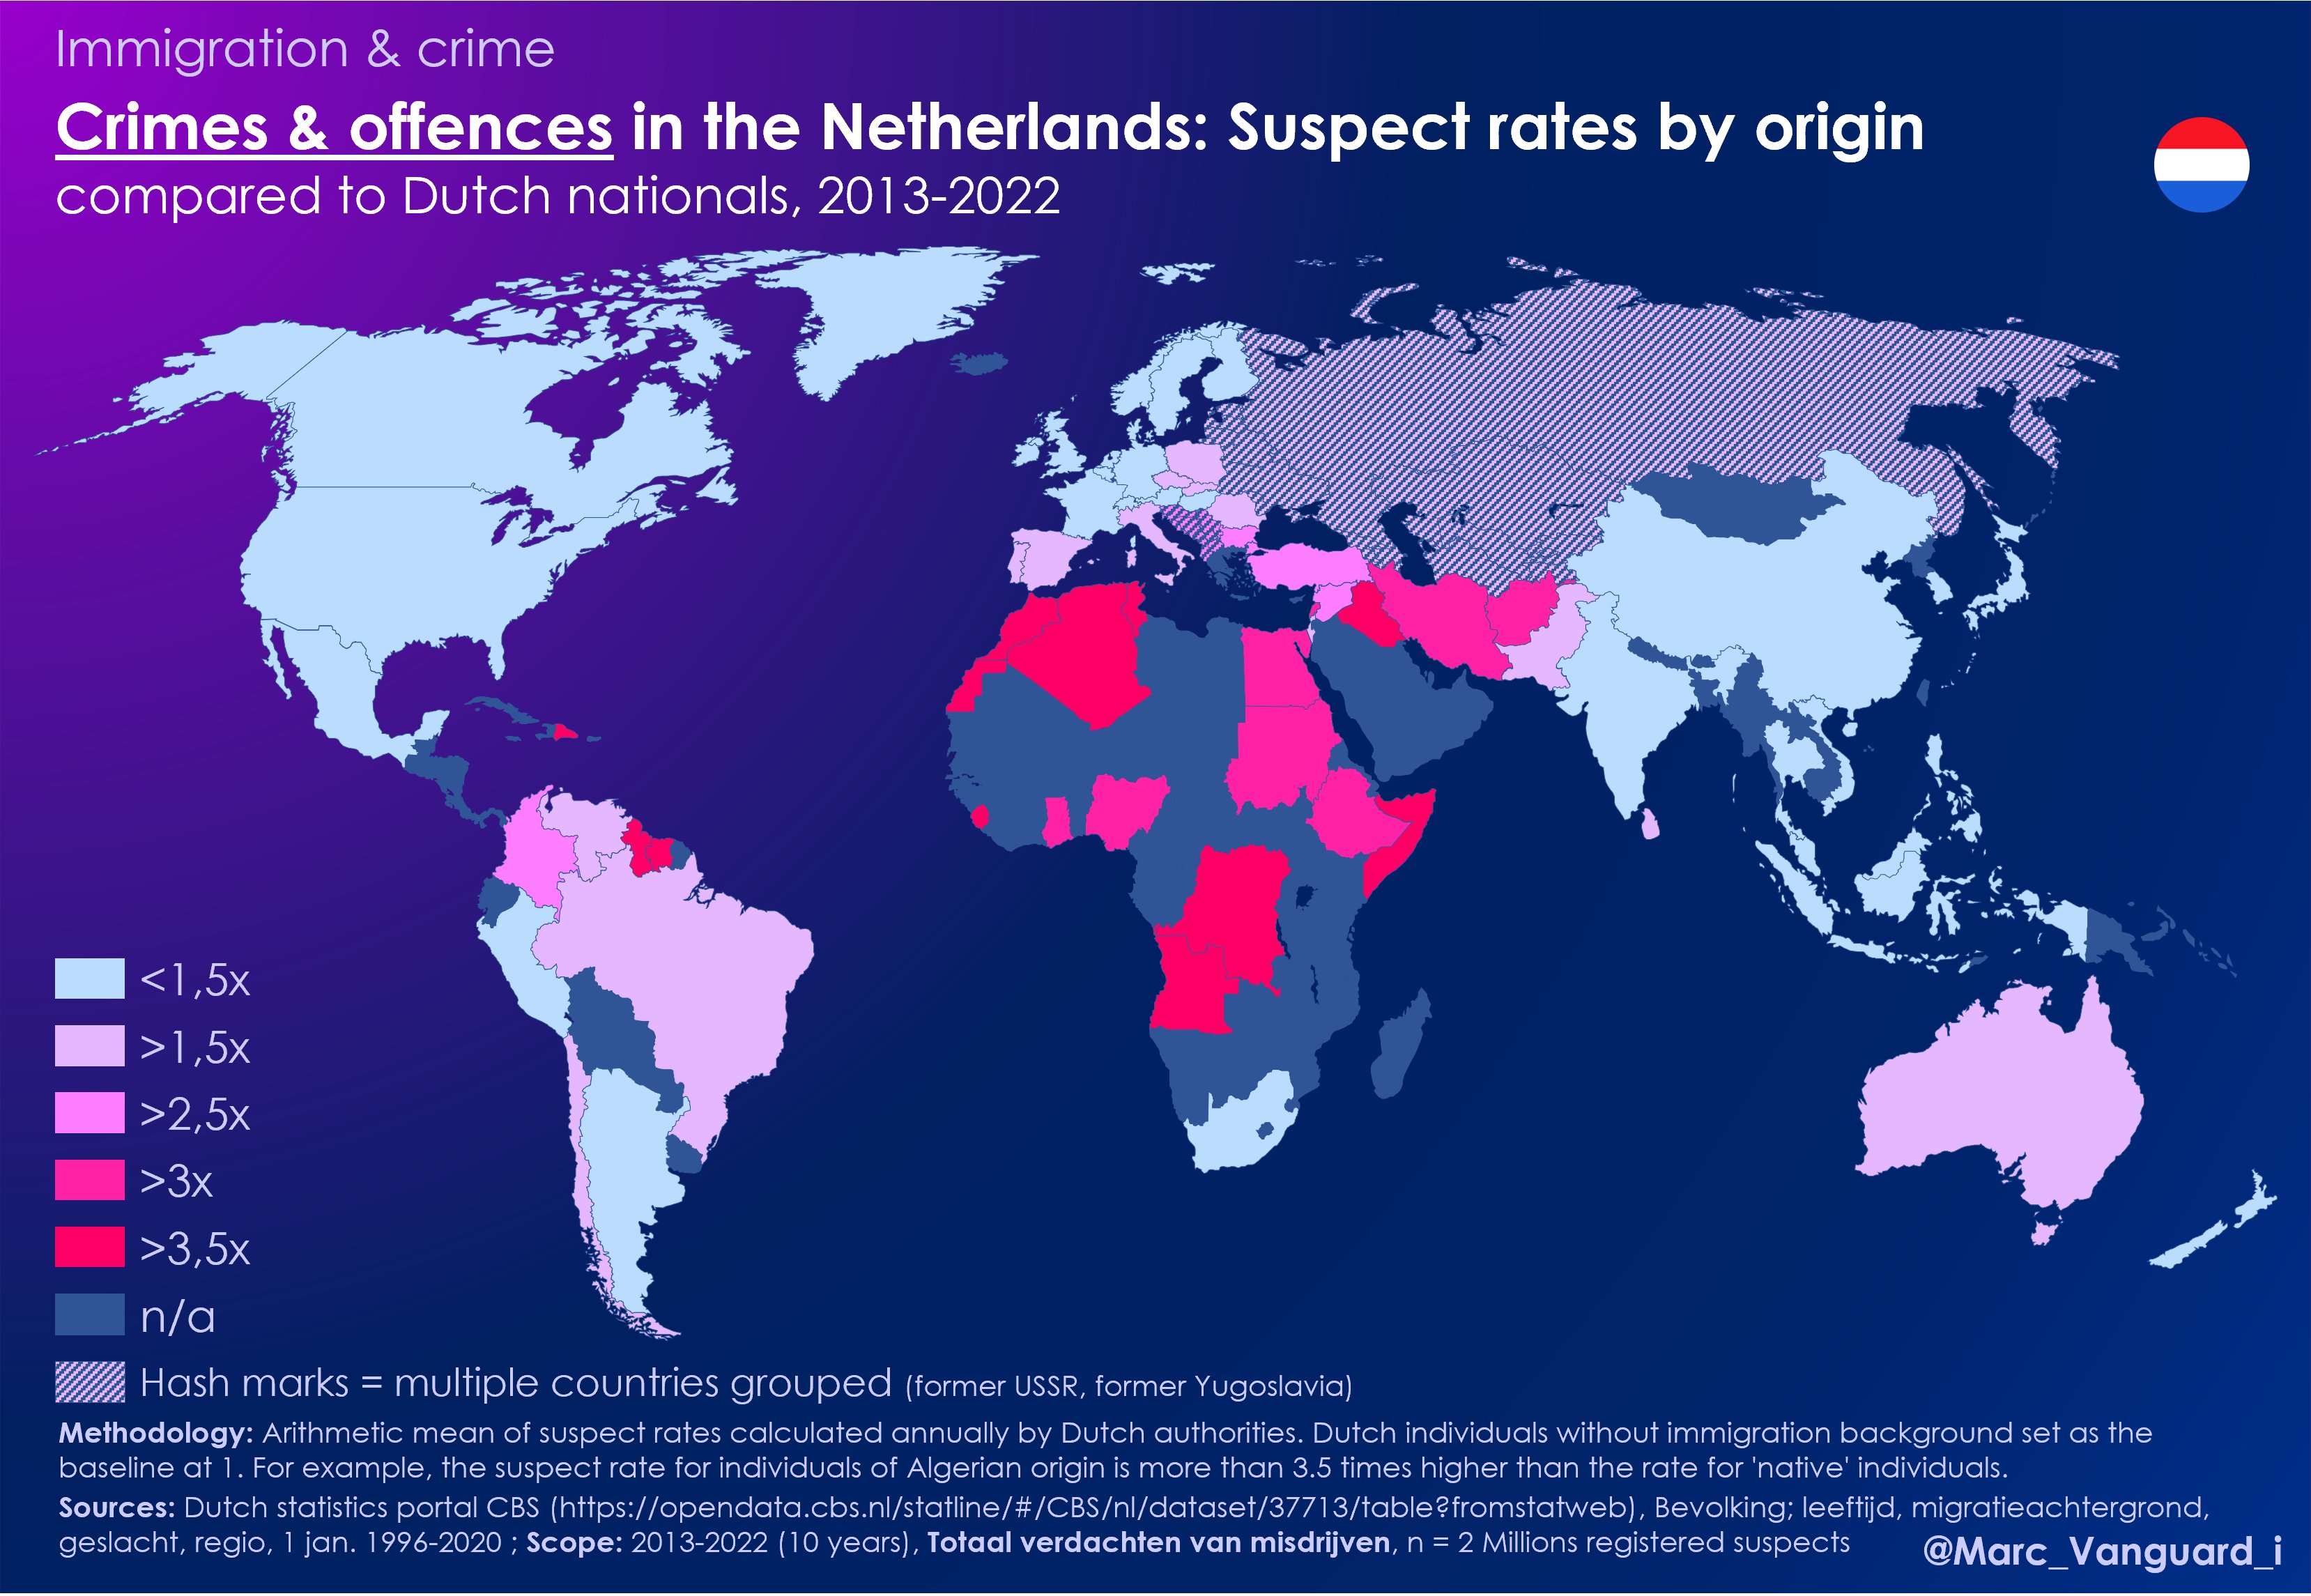 Immigration & crime
Crimes & offences in the Netherlands: Suspect rates by origin
compared to Dutch nationals, 2013-2022
<1,5x
>1,5x
>2,5x
>3x
>3,5x
n/a
Hash marks = multiple countries grouped (former USSR, former Yugoslavia)
Methodology: Arithmetic mean of suspect rates calculated annually by Dutch authorities. Dutch individuals without immigration background set as the
baseline at 1. For example, the suspect rate for individuals of Algerian origin is more than 3.5 times higher than the rate for 'native' individuals.
Sources: Dutch statistics portal CBS (https://opendata.cbs.nl/statline/#/CBS/nl/dataset/37713/table?fromstatweb), Bevolking; leeftijd, migratieachtergrond,
geslacht, regio, 1 jan. 1996-2020 ; Scope: 2013-2022 (10 years), Totaal verdachten van misdrijven, n = 2 Millions registered suspects
@Marc_Vanguard_i